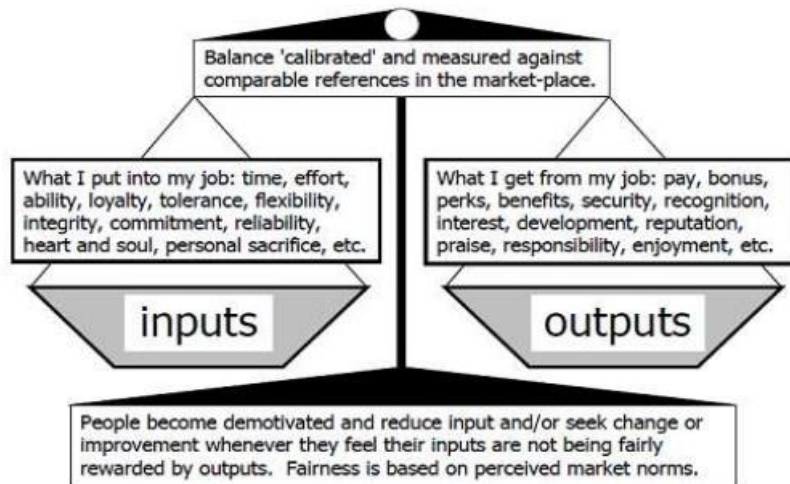 Balance 'calibrated' and measured against
comparable references in the market-place.
What I put into my job: time, effort,
ability, loyalty, tolerance, flexibility,
integrity, commitment, reliability,
heart and soul, personal sacrifice, etc.
What I get from my job: pay, bonus,
perks, benefits, security, recognition,
interest, development, reputation,
praise, responsibility, enjoyment, etc.
inputs
outputs
People become demotivated and reduce input and/or seek change or
improvement whenever they feel their inputs are not being fairly
rewarded by outputs.  Fairness is based on perceived market norms.